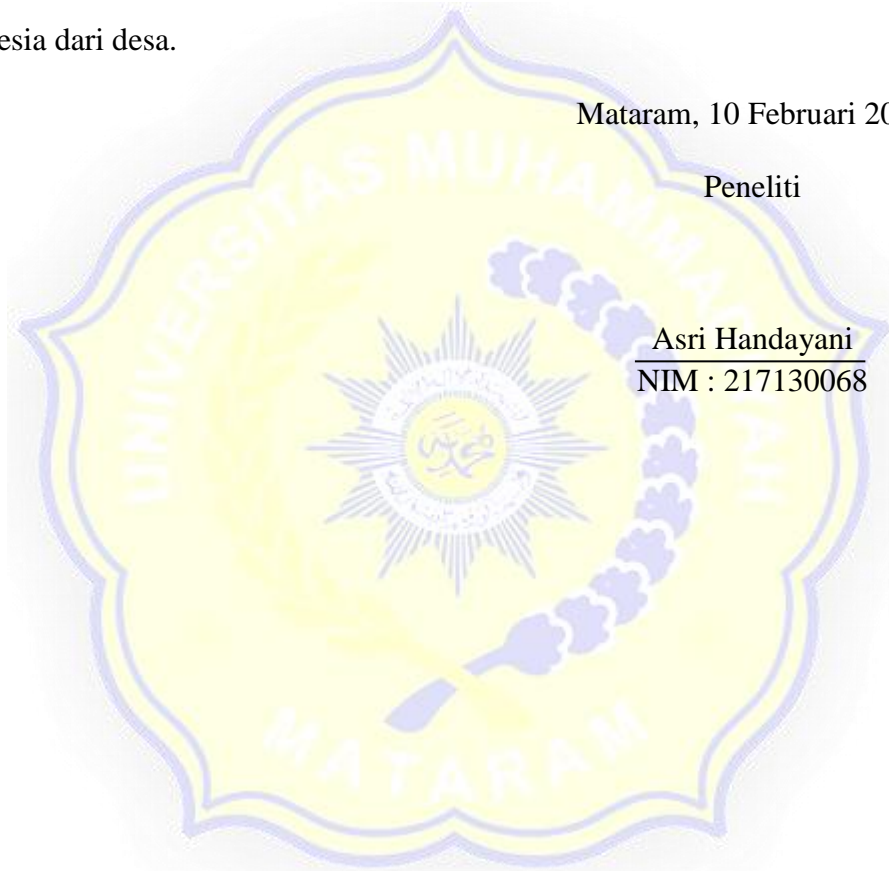 esia dari desa.
Mataram, 10 Februari 20
Peneliti
Asri Handayani
NIM : 217130068
UNIVERSITAS MUHAMMADIYAH
MATARAM